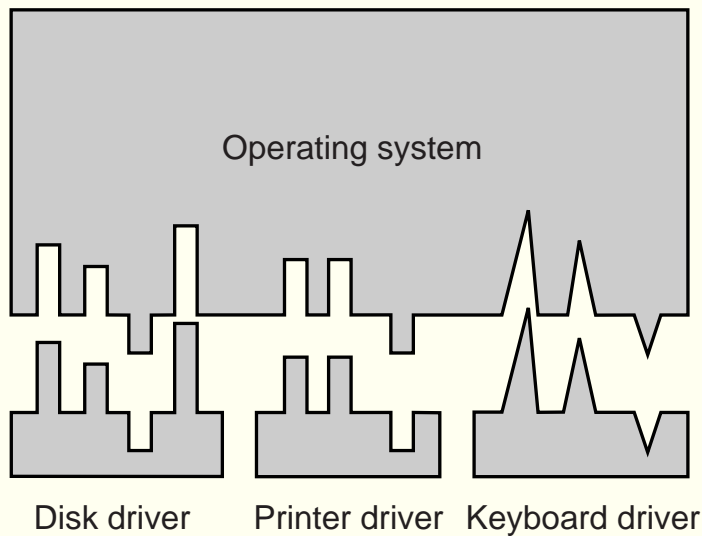 Operating system
Disk driver
Printer driver
Keyboard driver